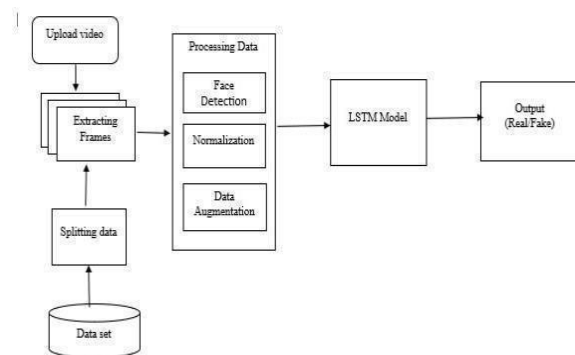 Upload video
Processing Data
Face
Detection
Extracting
Frames
Normalization
LSTM Model
Output
(Real/Fake)
Data
Augmentation
Splitting data
Data set